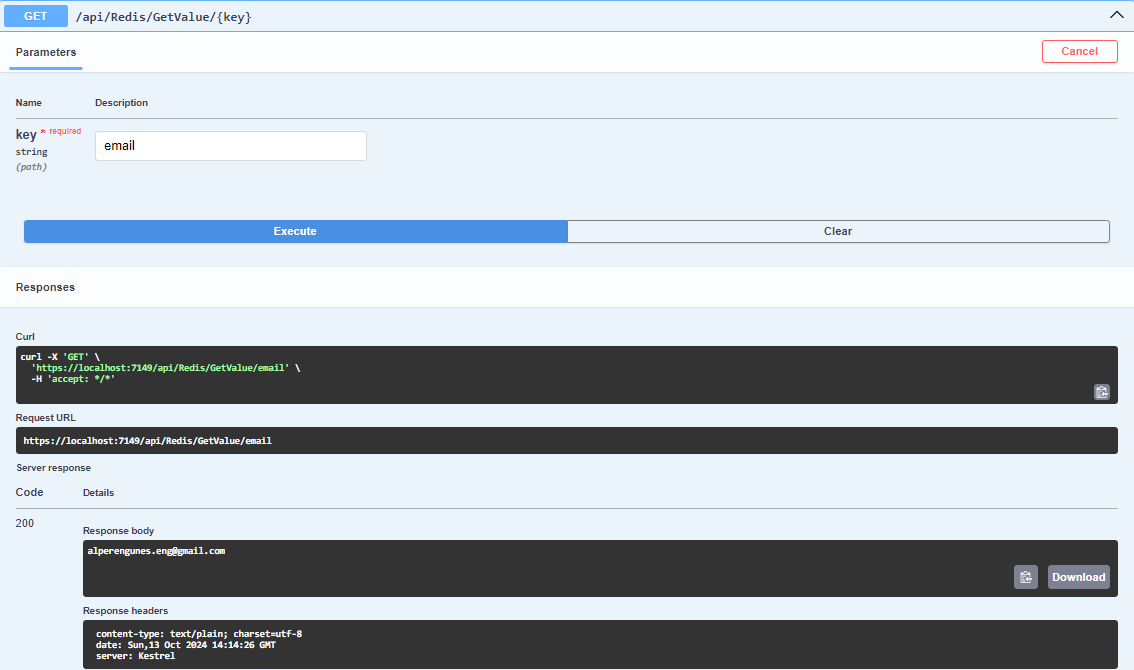 GET /api/Redis/GetValue/{key}
Parameters Cancel
Name Description
key * required email
string
(path)
Execute Clear
Responses
Curl
curl -X 'GET' \
'https://localhost:7149/api/Redis/GetValue/email' \
-H 'accept: */*'
Request URL
https://localhost:7149/api/Redis/GetValue/email
Server response
Code Details
200
Response body
alperengunes.eng@gmail.com
Download
Response headers
content-type: text/plain; charset=utf-8
date: Sun,13 Oct 2024 14:14:26 GMT
server: Kestrel